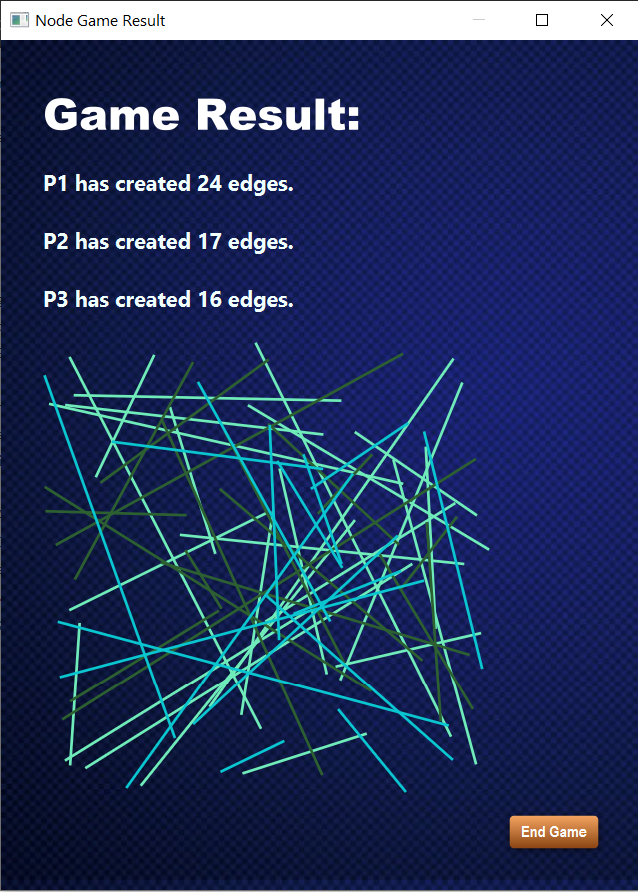 Node Game Result
Game Result:
P1 has created 24 edges.
P2 has created 17 edges.
P3 has created 16 edges.
End Game